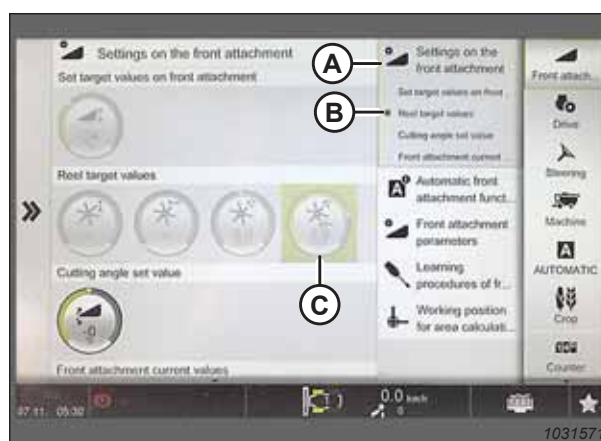 Settings on the front attachment
Set target values on front attachment
Reel target values
Cutting angle set value
-0
Front attachment current values
A
Settings on the
front attachment
Set target values on front ...
B
Reel target values
Cutting angle set value
Front attachment current ...
Automatic front
attachment funct...
Front attachment
parameters
Learning
procedures of fr...
Working position
for area calculati...
C
Front attach...
Drive
Steering
Machine
A
AUTOMATIC
Crop
Counter
07.11. 05:30
0.0 km/h
0
1031571